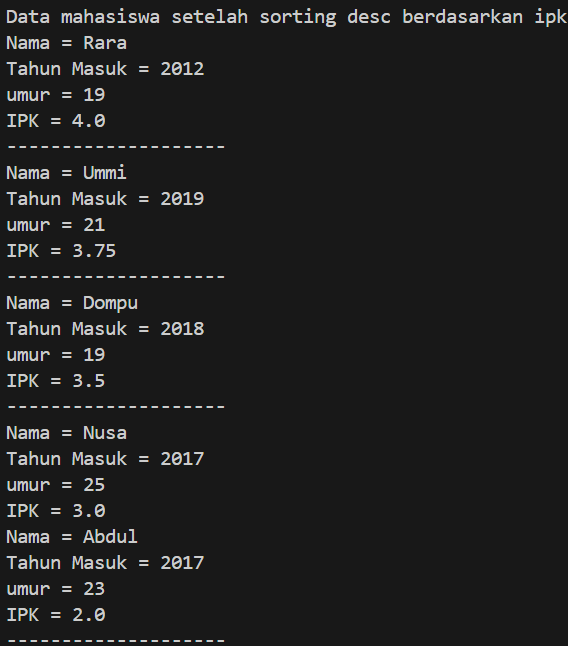 Data mahasiswa setelah sorting desc berdasarkan ipk
Nama = Rara
Tahun Masuk = 2012
umur = 19
IPK = 4.0
--------------------
Nama = Ummi
Tahun Masuk = 2019
umur = 21
IPK = 3.75
--------------------
Nama = Dompu
Tahun Masuk = 2018
umur = 19
IPK = 3.5
--------------------
Nama = Nusa
Tahun Masuk = 2017
umur = 25
IPK = 3.0
Nama = Abdul
Tahun Masuk = 2017
umur = 23
IPK = 2.0
--------------------